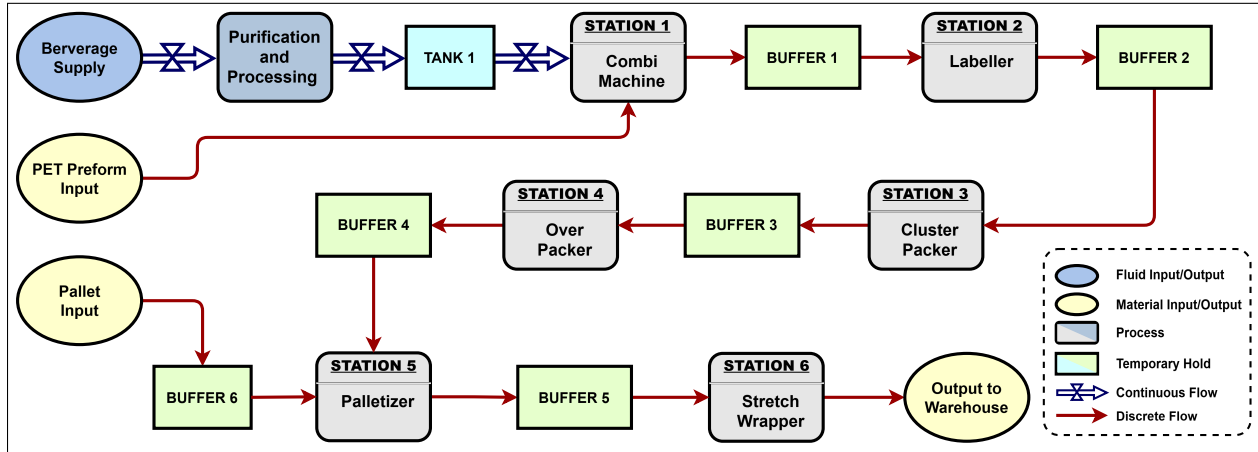 Berverage
Supply
Purification
and
Processing
TANK 1
STATION 1
Combi
Machine
BUFFER 1
STATION 2
Labeller
BUFFER 2
PET Preform
Input
BUFFER 4
STATION 4
Over
Packer
BUFFER 3
STATION 3
Cluster
Packer
Pallet
Input
BUFFER 6
STATION 5
Palletizer
BUFFER 5
STATION 6
Stretch
Wrapper
Output to
Warehouse
Fluid Input/Output
Material Input/Output
Process
Temporary Hold
Continuous Flow
Discrete Flow